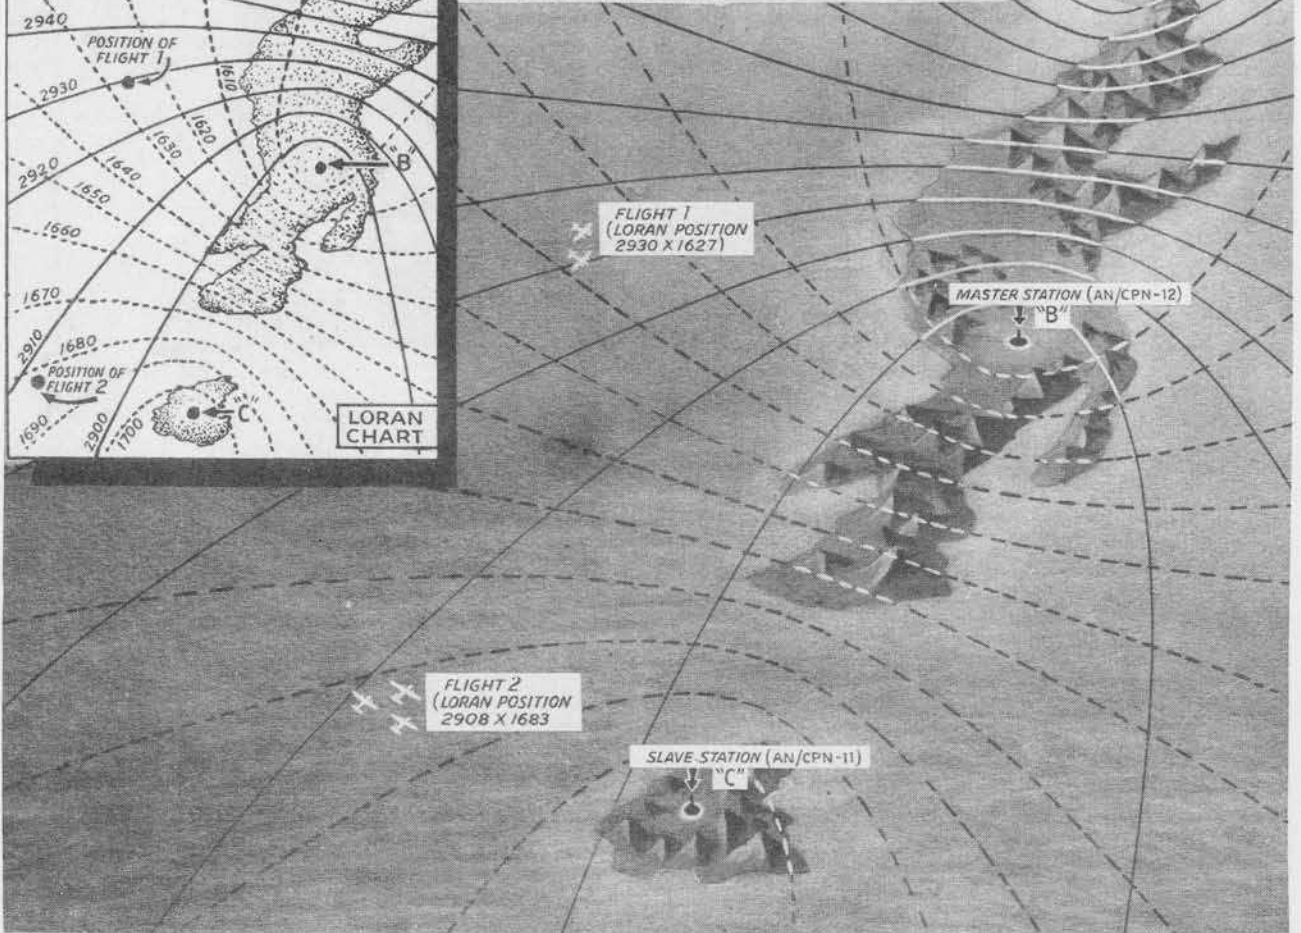 2940
POSITION OF
FLIGHT 1
2930
1610
1620
1630
2920
1640
"B"
1650
1660
1670
2910
1680
POSITION OF
FLIGHT 2
"C"
1690
2900
1700
LORAN
CHART
FLIGHT 1
(LORAN POSITION
2930 X 1627)
MASTER STATION (AN/CPN-12)
"B"
FLIGHT 2
(LORAN POSITION
2908 X 1683
SLAVE STATION (AN/CPN-11)
"C"